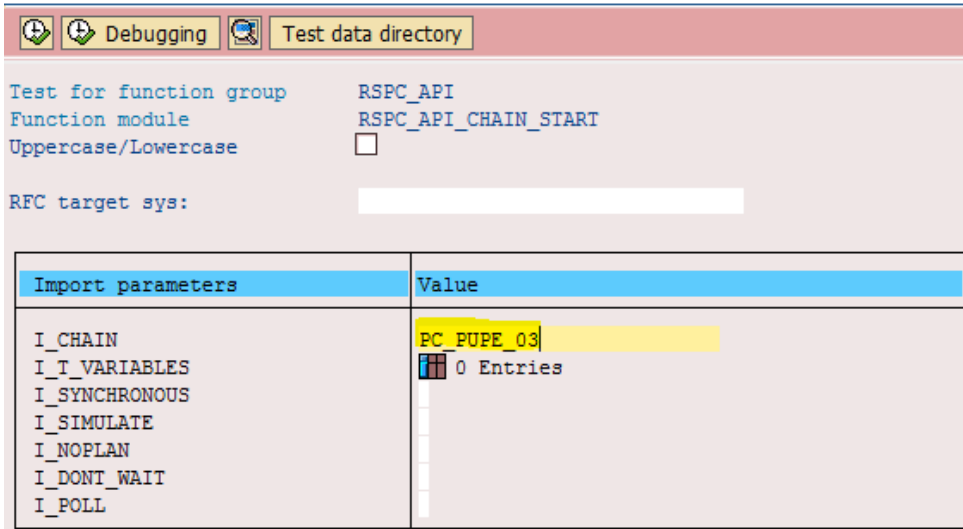 Debugging Test data directory
Test for function group RSPC_API
Function module RSPC_API_CHAIN_START
Uppercase/Lowercase
RFC target sys:
Import parameters Value
I_CHAIN PC_PUPE_03
I_T_VARIABLES 0 Entries
I_SYNCHRONOUS
I_SIMULATE
I_NOPLAN
I_DONT_WAIT
I_POLL